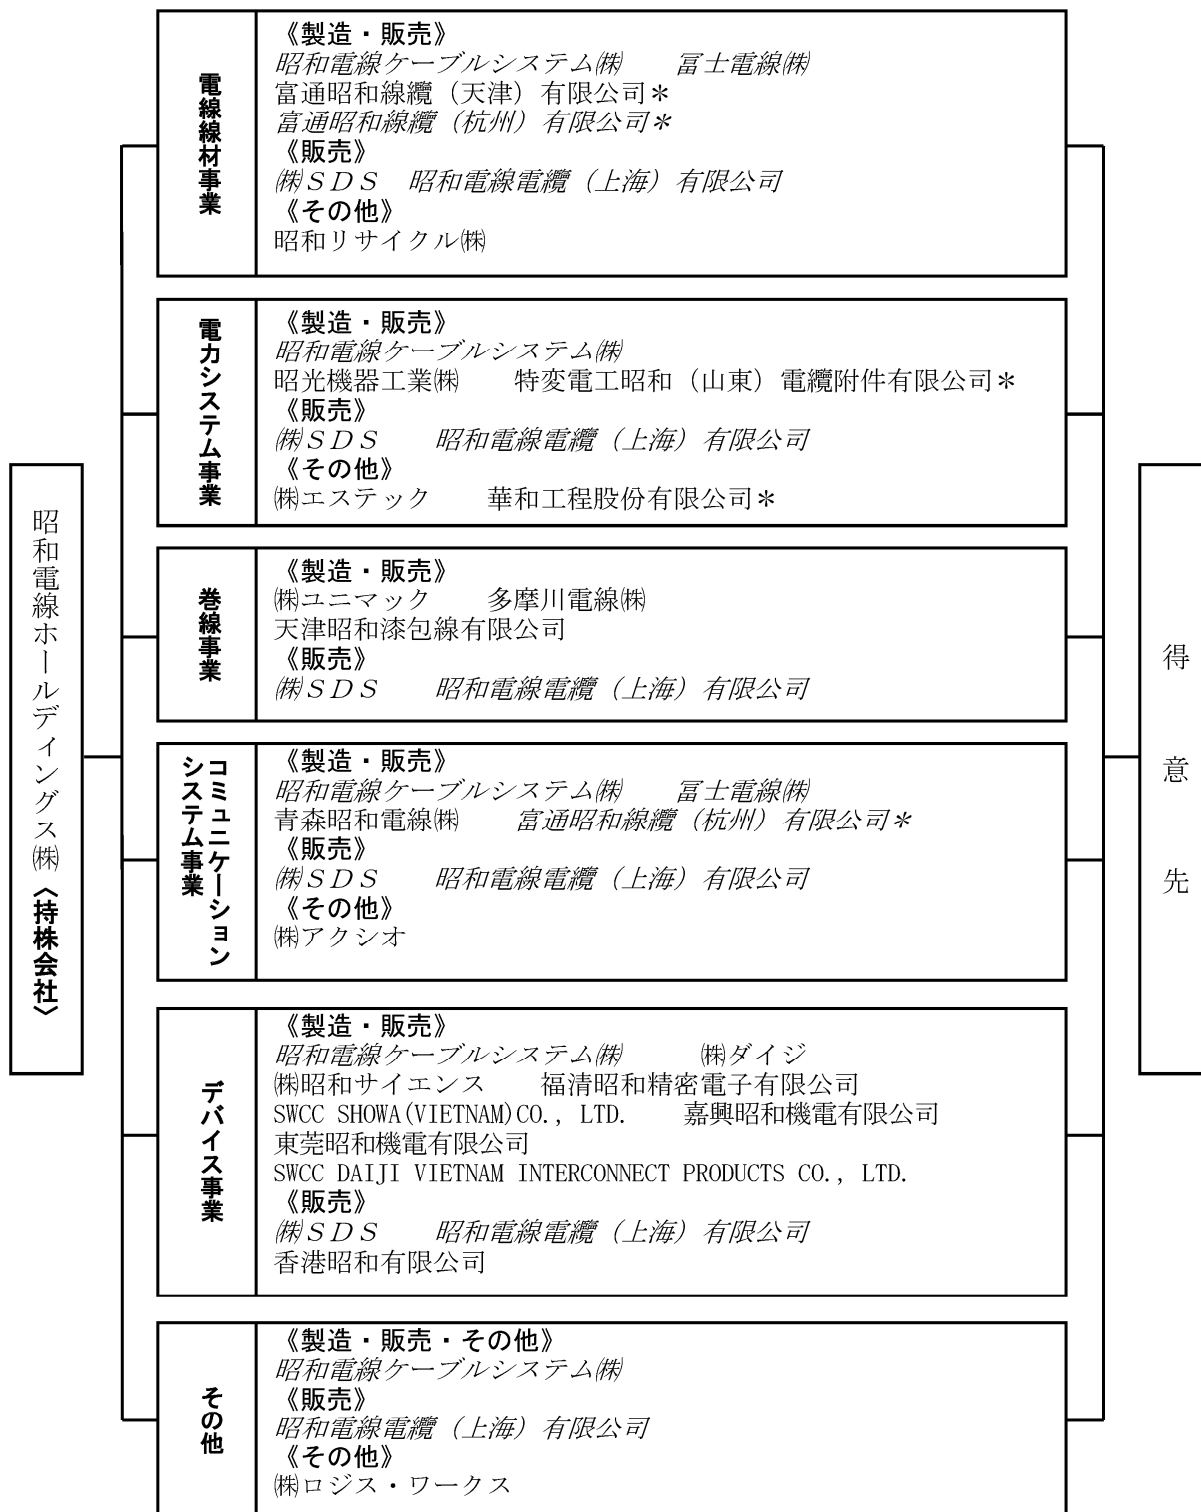 昭和電線ホールディングス㈱〈持株会社〉
電線線材事業
《製造・販売》
昭和電線ケーブルシステム㈱　　冨士電線㈱
富通昭和線纜（天津）有限公司＊
富通昭和線纜（杭州）有限公司＊
《販売》
㈱ＳＤＳ　昭和電線電纜（上海）有限公司
《その他》
昭和リサイクル㈱
電力システム事業
《製造・販売》
昭和電線ケーブルシステム㈱
昭光機器工業㈱　　特変電工昭和（山東）電纜附件有限公司＊
《販売》
㈱ＳＤＳ　　昭和電線電纜（上海）有限公司
《その他》
㈱エステック　　華和工程股份有限公司＊
巻線事業
《製造・販売》
㈱ユニマック　　多摩川電線㈱
天津昭和漆包線有限公司
《販売》
㈱ＳＤＳ　　昭和電線電纜（上海）有限公司
コミュニケーション
システム事業
《製造・販売》
昭和電線ケーブルシステム㈱　　冨士電線㈱
青森昭和電線㈱　　富通昭和線纜（杭州）有限公司＊
《販売》
㈱ＳＤＳ　　昭和電線電纜（上海）有限公司
《その他》
㈱アクシオ
デバイス事業
《製造・販売》
昭和電線ケーブルシステム㈱　　　㈱ダイジ
㈱昭和サイエンス　　福清昭和精密電子有限公司
SWCC SHOWA(VIETNAM)CO., LTD.　　嘉興昭和機電有限公司
東莞昭和機電有限公司
SWCC DAIJI VIETNAM INTERCONNECT PRODUCTS CO., LTD.
《販売》
㈱ＳＤＳ　　昭和電線電纜（上海）有限公司
香港昭和有限公司
その他
《製造・販売・その他》
昭和電線ケーブルシステム㈱
《販売》
昭和電線電纜（上海）有限公司
《その他》
㈱ロジス・ワークス
得意先